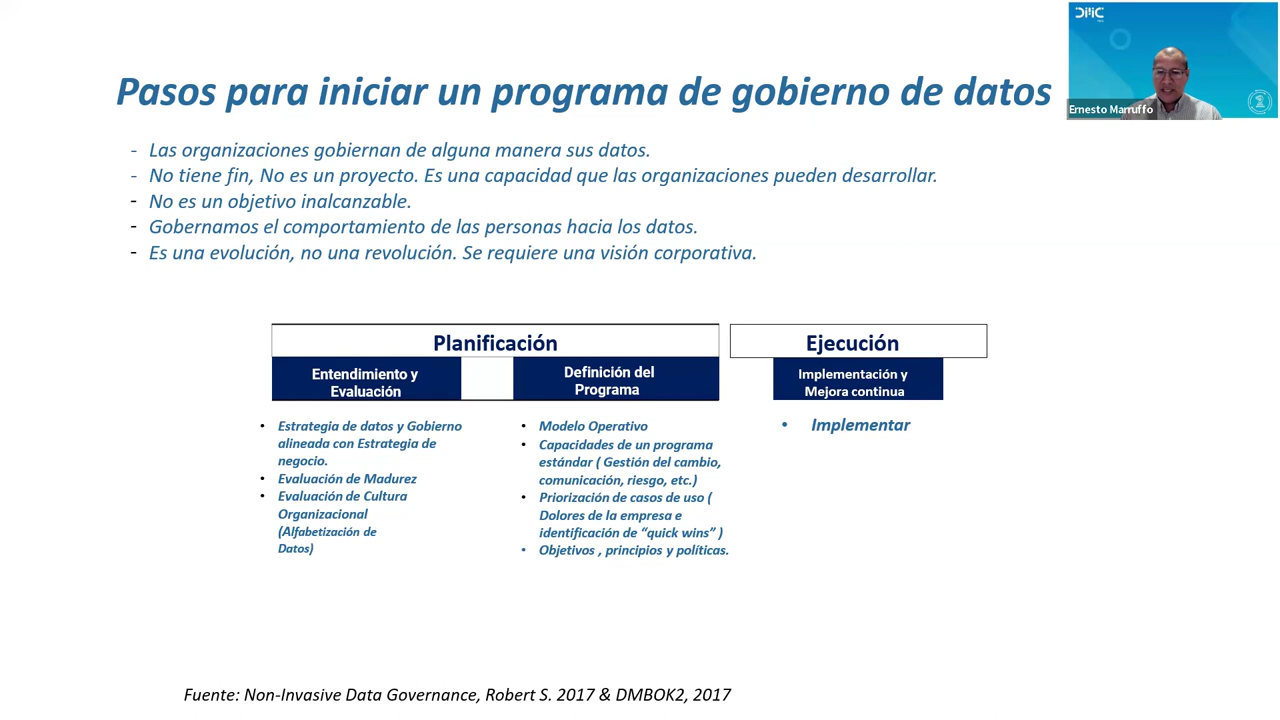 DMC
Pasos para iniciar un programa de gobierno de datos
Ernesto Marruffo
- Las organizaciones gobiernan de alguna manera sus datos.
- No tiene fin, No es un proyecto. Es una capacidad que las organizaciones pueden desarrollar.
- No es un objetivo inalcanzable.
- Gobernamos el comportamiento de las personas hacia los datos.
- Es una evolución, no una revolución. Se requiere una visión corporativa.
Planificación
Entendimiento y
Evaluación
• Estrategia de datos y Gobierno
alineada con Estrategia de
negocio.
• Evaluación de Madurez
• Evaluación de Cultura
Organizacional
(Alfabetización de
Datos)
Definición del
Programa
• Modelo Operativo
• Capacidades de un programa
estándar ( Gestión del cambio,
comunicación, riesgo, etc.)
• Priorización de casos de uso (
Dolores de la empresa e
identificación de “quick wins” )
• Objetivos , principios y políticas.
Ejecución
Implementación y
Mejora continua
• Implementar
Fuente: Non-Invasive Data Governance, Robert S. 2017 & DMBOK2, 2017